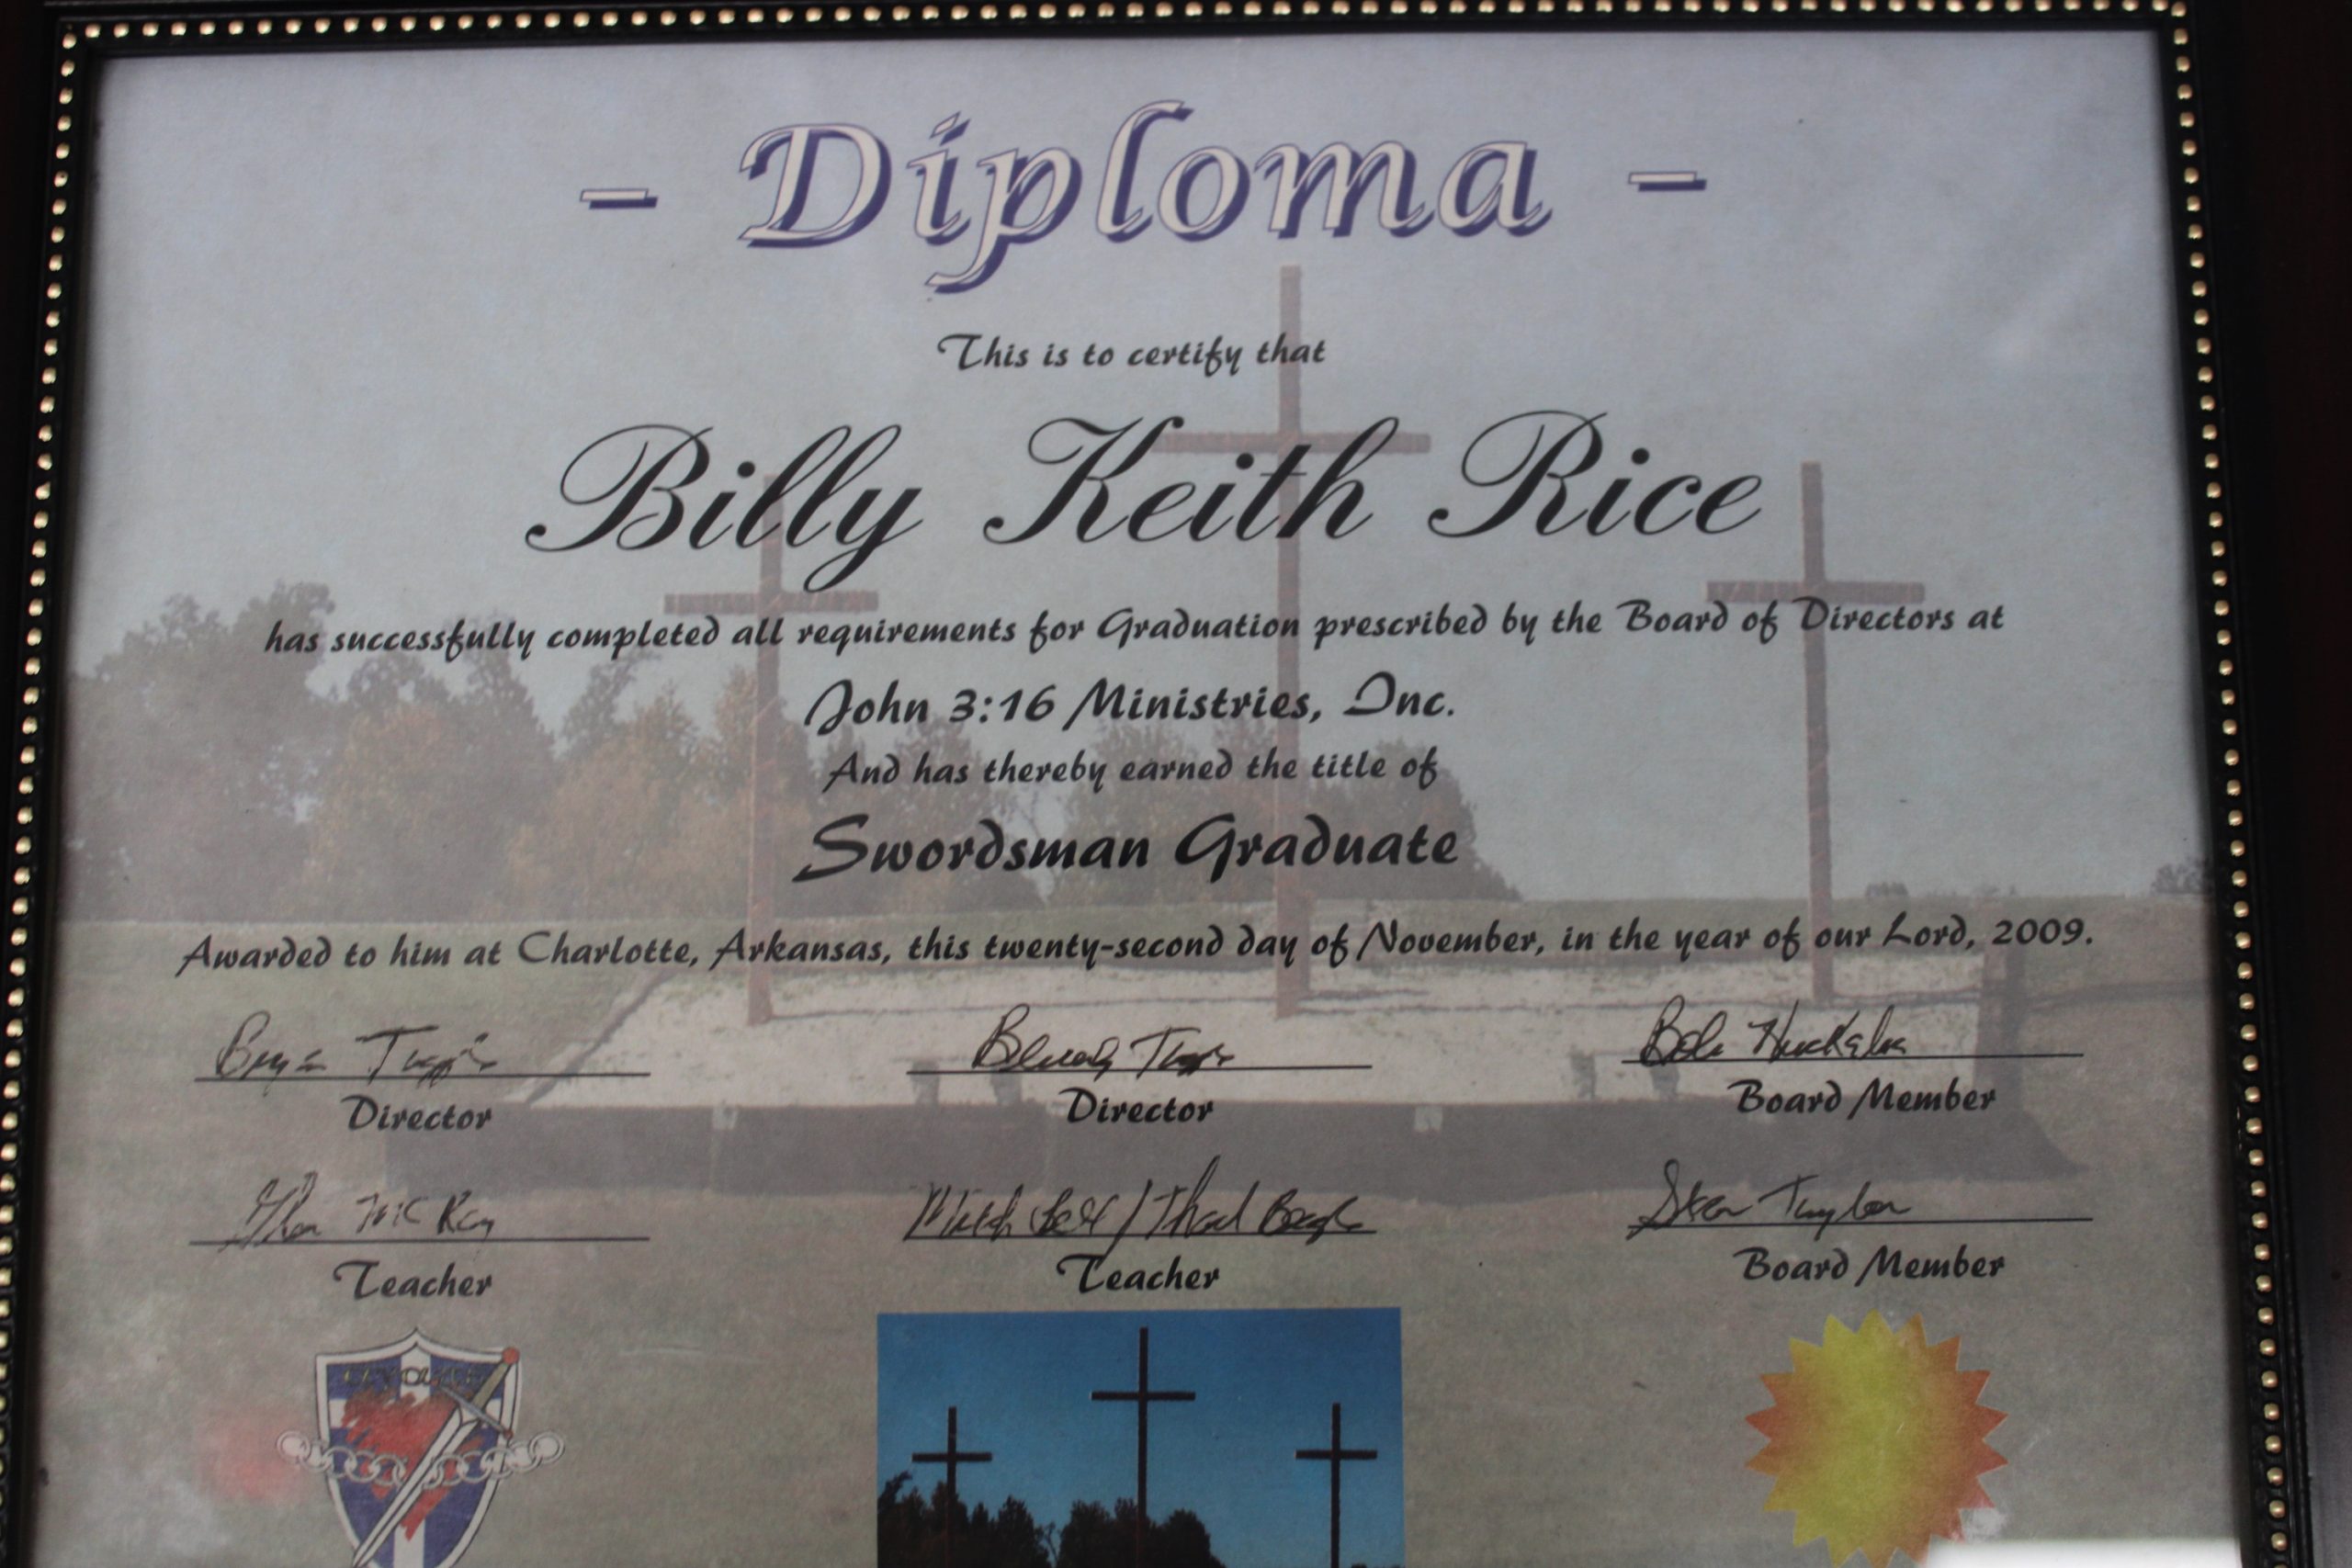 - Diploma -
This is to certify that
Billy Keith Rice
has successfully completed all requirements for Graduation prescribed by the Board of Directors at
John 3:16 Ministries, Inc.
And has thereby earned the title of
Swordsman Graduate
Awarded to him at Charlotte, Arkansas, this twenty-second day of November, in the year of our Lord, 2009.
Director
Director
Board Member
Teacher
Teacher
Board Member